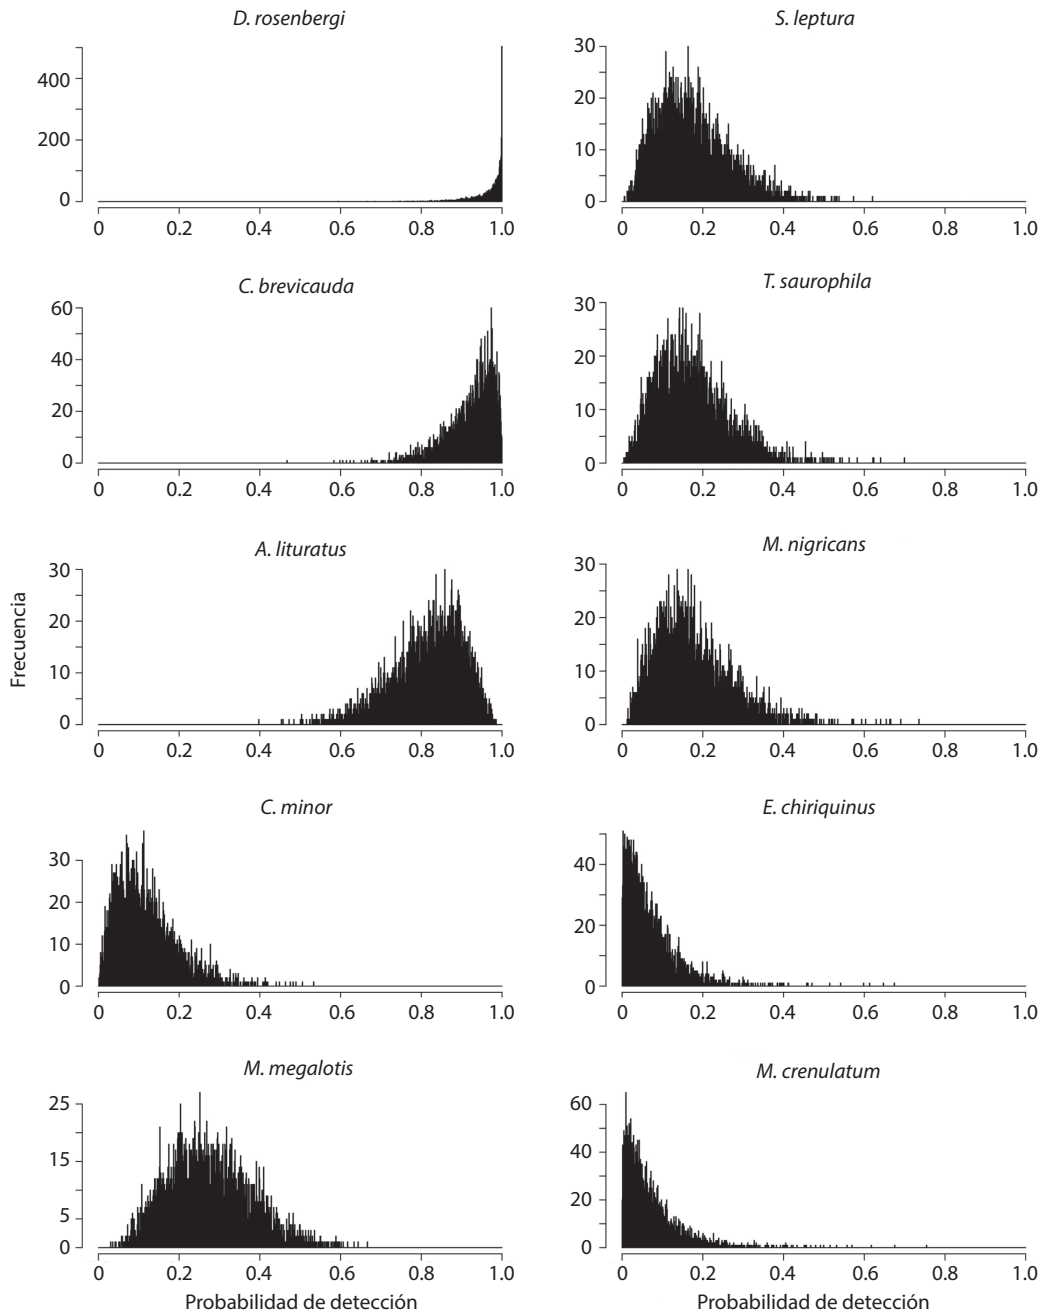 D. rosenbergi
400
200
0
0 0.2 0.4 0.6 0.8 1.0
S. leptura
30
20
10
0
0 0.2 0.4 0.6 0.8 1.0
C. brevicauda
60
40
20
0
0 0.2 0.4 0.6 0.8 1.0
T. saurophila
30
20
10
0
0 0.2 0.4 0.6 0.8 1.0
A. lituratus
Frecuencia
30
20
10
0
0 0.2 0.4 0.6 0.8 1.0
M. nigricans
30
20
10
0
0 0.2 0.4 0.6 0.8 1.0
C. minor
30
20
10
0
0 0.2 0.4 0.6 0.8 1.0
E. chiriquinus
40
20
0
0 0.2 0.4 0.6 0.8 1.0
M. megalotis
25
15
5
0
0 0.2 0.4 0.6 0.8 1.0
Probabilidad de detección
M. crenulatum
60
40
20
0
0 0.2 0.4 0.6 0.8 1.0
Probabilidad de detección